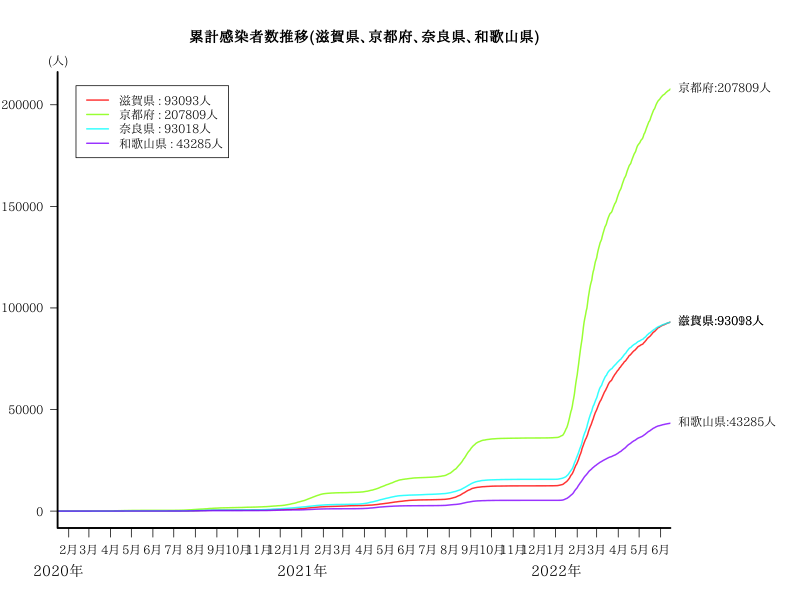 累計感染者数推移(滋賀県、京都府、奈良県、和歌山県)
(人)
滋賀県 : 93093人
京都府 : 207809人
奈良県 : 93018人
和歌山県 : 43285人
200000
150000
100000
50000
0
京都府:207809人
和歌山県:43285人
2月 3月 4月 5月 6月 7月 8月 9月 10月 11月 12月 1月 2月 3月 4月 5月 6月 7月 8月 9月 10月 11月 12月 1月 2月 3月 4月 5月 6月
2020年 2021年 2022年